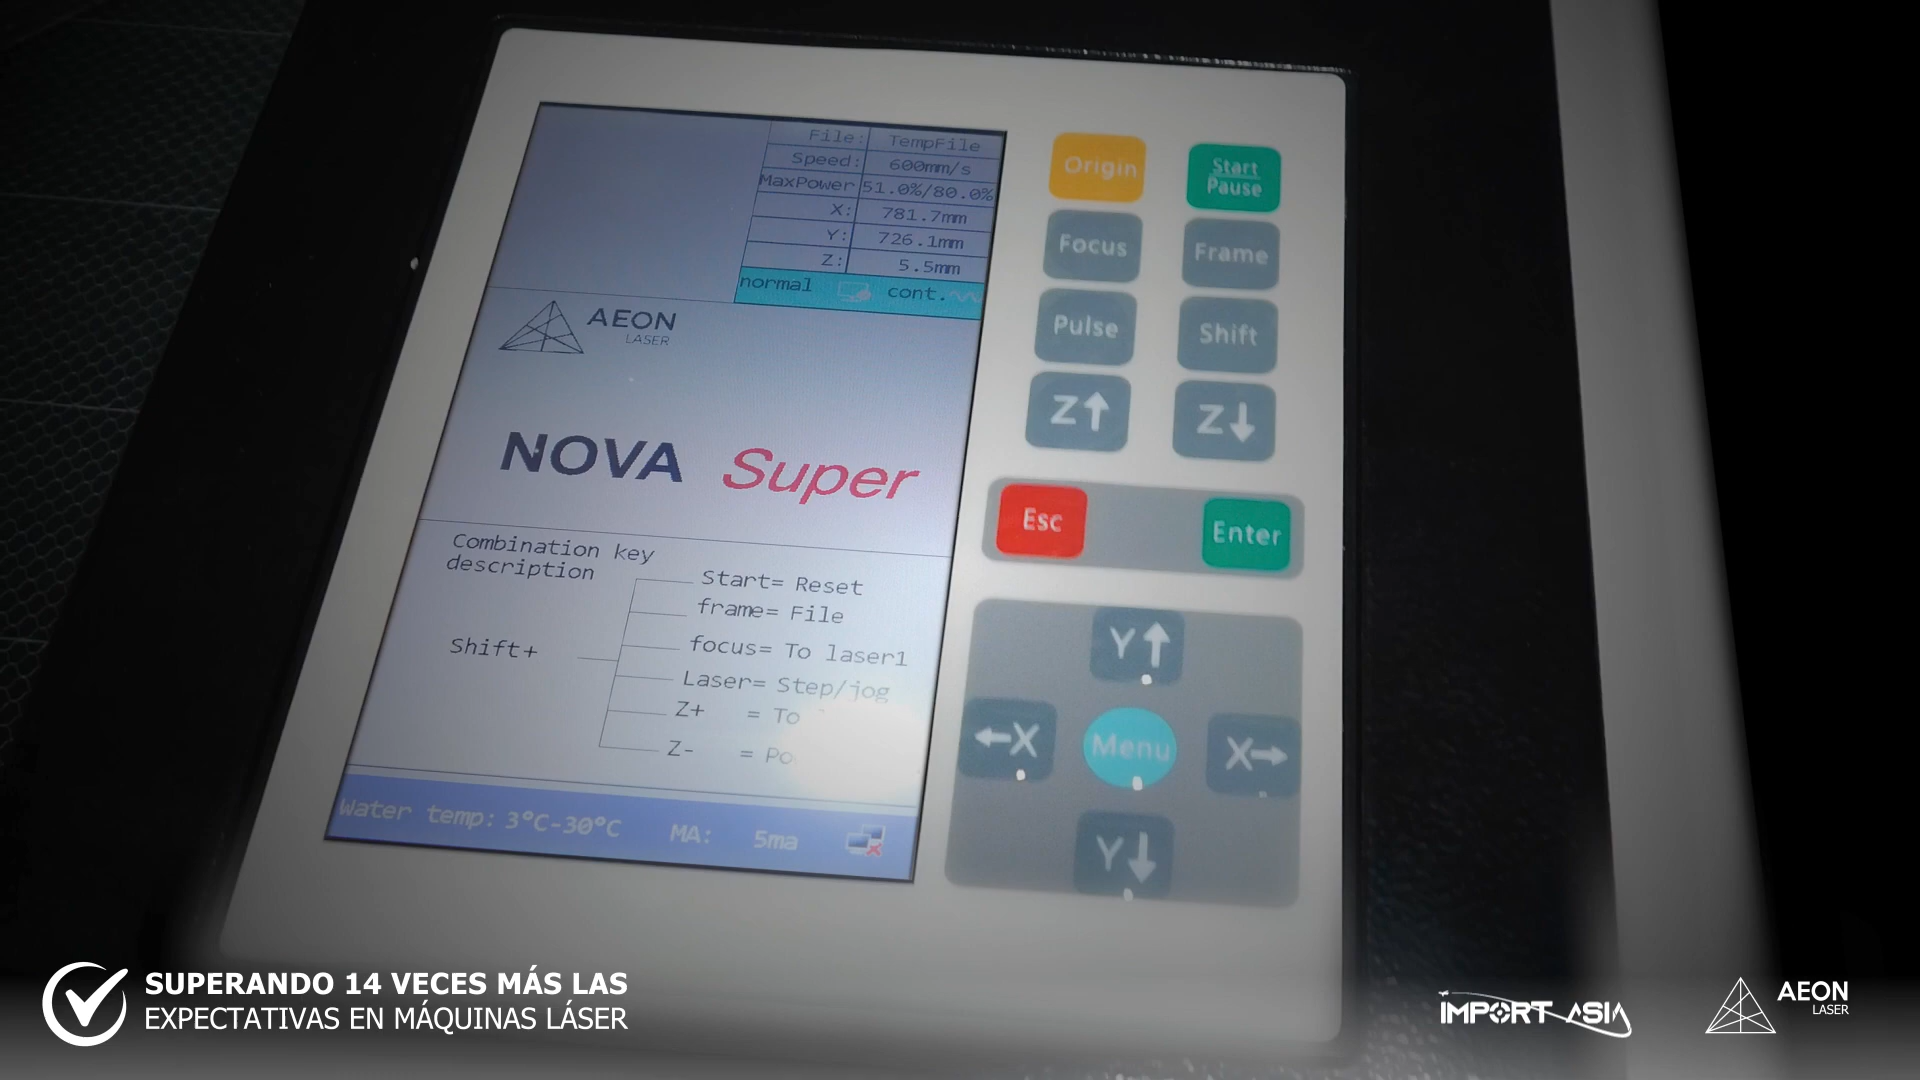 File: TempFile
Speed: 600mm/s
MaxPower 51.0%/80.0%
X: 781.7mm
Y: 726.1mm
Z: 5.5mm
normal cont.
AEON
LASER
NOVA Super
Combination key
description
Shift+
Start= Reset
frame= File
focus= To laser1
Laser= Step/jog
Z+ = To
Z- =
Water temp: 3°C-30°C MA: 5ma
Origin
Start
Pause
Focus
Frame
Pulse
Shift
Z↑
Z↓
Esc
Enter
Y↑
←X
Menu
X→
Y↓
SUPERANDO 14 VECES MÁS LAS
EXPECTATIVAS EN MÁQUINAS LÁSER
IMPORT ASIA
AEON
LASER